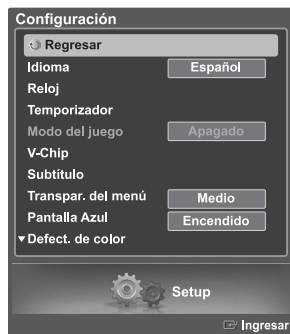 Configuración
Regresar
Idioma Español
Reloj
Temporizador
Modo del juego Apagado
V-Chip
Subtítulo
Transpar. del menú Medio
Pantalla Azul Encendido
▼Defect. de color
Setup
Ingresar